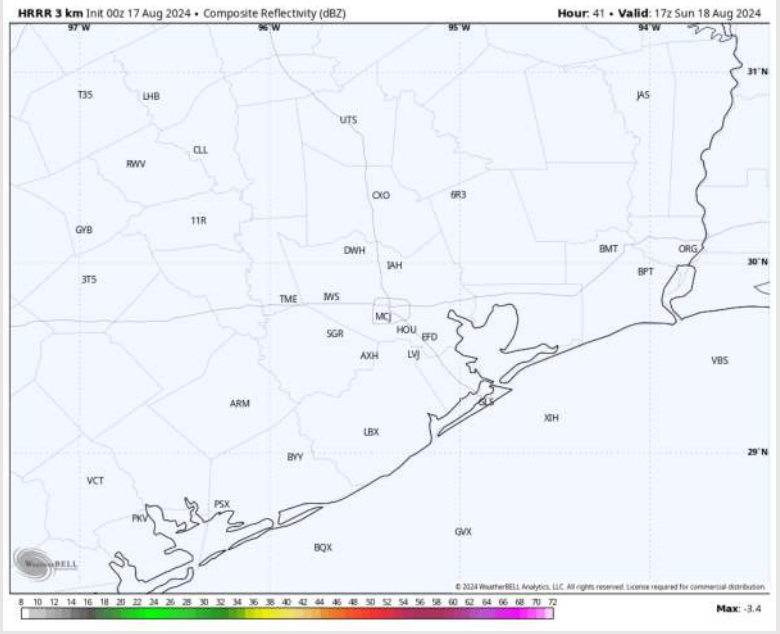 HRRR 3 km Init 00z 17 Aug 2024 • Composite Reflectivity (dBZ)
Hour: 41 • Valid: 17z Sun 18 Aug 2024
97°W 96°W 95°W 94°W
31°N
T35 LHB JAS
UTS
CLL
RWV
CXO 6R3
11R
GYB
DWH BMT ORG
30°N
IAH BPT
3T5
TME IWS
MCJ
SGR HOU EFD
AXH LVJ VBS
ARM GLS
XIH
LBX
29°N
BYY
VCT
PSX
PKV
GVX
BQX
WEATHERBELL
© 2024 WeatherBELL Analytics, LLC. All rights reserved. License required for commercial distribution.
8 10 12 14 16 18 20 22 24 26 28 30 32 34 36 38 40 42 44 46 48 50 52 54 56 58 60 62 64 66 68 70 72
Max: -3.4